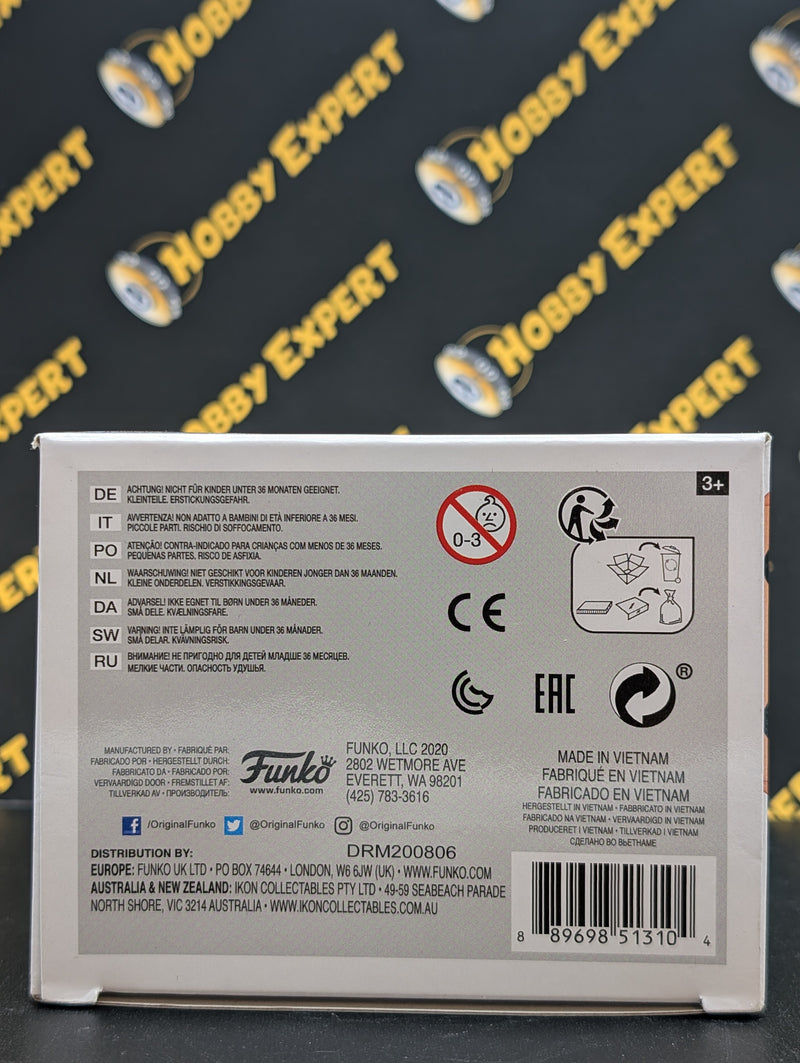 HOBBY EXPERT
HOBBY EXPERT
HOBBY EXPERT
HOBBY EXPERT
3+
DE ACHTUNG! NICHT FÜR KINDER UNTER 36 MONATEN GEEIGNET.
KLEINTEILE. ERSTICKUNGSGEFAHR.
IT AVVERTENZA! NON ADATTO A BAMBINI DI ETÀ INFERIORE A 36 MESI.
PICCOLE PARTI. RISCHIO DI SOFFOCAMENTO.
PO ATENÇÃO! CONTRA-INDICADO PARA CRIANÇAS COM MENOS DE 36 MESES.
PEQUENAS PARTES. RISCO DE ASFIXIA.
NL WAARSCHUWING! NIET GESCHIKT VOOR KINDEREN JONGER DAN 36 MAANDEN.
KLEINE ONDERDELEN. VERSTIKKINGSGEVAAR.
DA ADVARSEL! IKKE EGNET TIL BØRN UNDER 36 MÅNEDER.
SMÅ DELE. KVÆLNINGSFARE.
SW VARNING! INTE LÄMPLIG FÖR BARN UNDER 36 MÅNADER.
SMÅ DELAR. KVÄVNINGSRISK.
RU ВНИМАНИЕ! НЕ ПРИГОДНО ДЛЯ ДЕТЕЙ МЛАДШЕ 36 МЕСЯЦЕВ.
МЕЛКИЕ ЧАСТИ. ОПАСНОСТЬ УДУШЬЯ.
0-3
CE
EAC
®
MANUFACTURED BY • FABRIQUÉ PAR:
FABRICADO POR • HERGESTELLT DURCH:
FABBRICATO DA • FABRICADO POR:
VERVAARDIGD DOOR • FREMSTILLET AF:
TILLVERKAD AV • ПРОИЗВОДИТЕЛЬ:
Funko
www.funko.com
FUNKO, LLC 2020
2802 WETMORE AVE
EVERETT, WA 98201
(425) 783-3616
/OriginalFunko @OriginalFunko @OriginalFunko
MADE IN VIETNAM
FABRIQUÉ EN VIETNAM
FABRICADO EN VIETNAM
HERGESTELLT IN VIETNAM • FABBRICATO IN VIETNAM
FABRICADO NA VIETNAM • VERVAARDIGD IN VIETNAM
PRODUCERET I VIETNAM • TILLVERKAD I VIETNAM
СДЕЛАНО ВО ВЬЕТНАМЕ
DRM200806
DISTRIBUTION BY:
EUROPE: FUNKO UK LTD • PO BOX 74644 • LONDON, W6 6JW (UK) • WWW.FUNKO.COM
AUSTRALIA & NEW ZEALAND: IKON COLLECTABLES PTY LTD • 49-59 SEABEACH PARADE
NORTH SHORE, VIC 3214 AUSTRALIA • WWW.IKONCOLLECTABLES.COM.AU
8 89698 51310 4